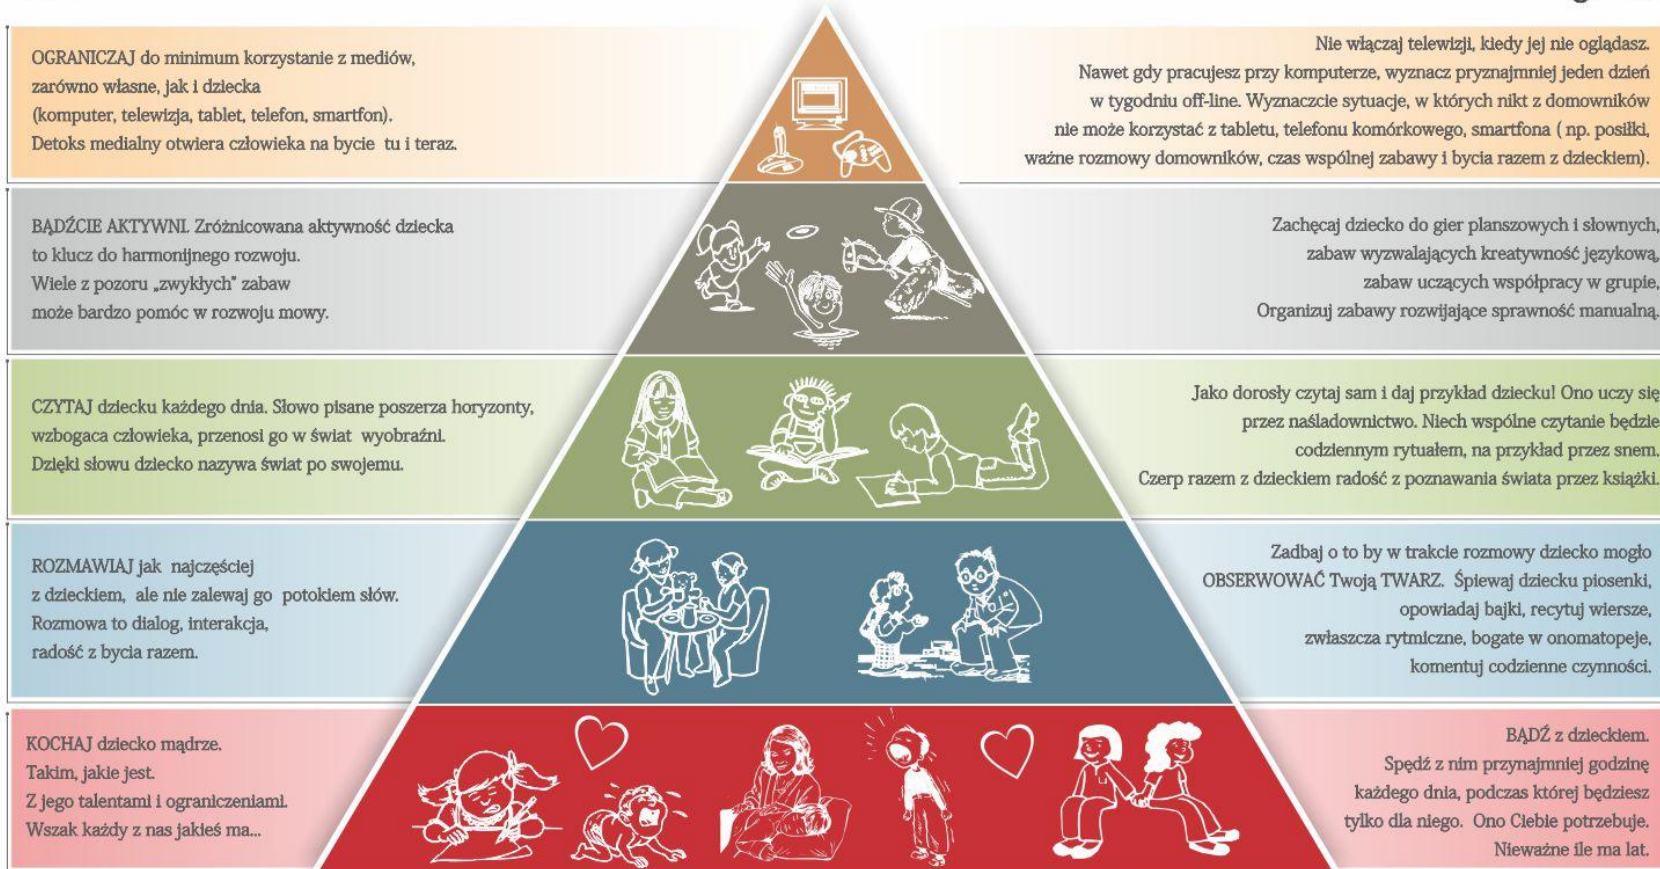 OGRANICZAJ do minimum korzystanie z mediów,
zarówno własne, jak i dziecka
(komputer, telewizja, tablet, telefon, smartfon).
Detoks medialny otwiera człowieka na bycie tu i teraz.
Nie włączaj telewizji, kiedy jej nie oglądasz.
Nawet gdy pracujesz przy komputerze, wyznacz pryznajmniej jeden dzień
w tygodniu off-line. Wyznaczcie sytuacje, w których nikt z domowników
nie może korzystać z tabletu, telefonu komórkowego, smartfona ( np. posiłki,
ważne rozmowy domowników, czas wspólnej zabawy i bycia razem z dzieckiem).
BĄDŹCIE AKTYWNI. Zróżnicowana aktywność dziecka
to klucz do harmonijnego rozwoju.
Wiele z pozoru „zwykłych" zabaw
może bardzo pomóc w rozwoju mowy.
Zachęcaj dziecko do gier planszowych i słownych,
zabaw wyzwalających kreatywność językową,
zabaw uczących współpracy w grupie,
Organizuj zabawy rozwijające sprawność manualną.
CZYTAJ dziecku każdego dnia. Słowo pisane poszerza horyzonty,
wzbogaca człowieka, przenosi go w świat wyobraźni.
Dzięki słowu dziecko nazywa świat po swojemu.
Jako dorosły czytaj sam i daj przykład dziecku! Ono uczy się
przez naśladownictwo. Niech wspólne czytanie będzie
codziennym rytuałem, na przykład przez snem.
Czerp razem z dzieckiem radość z poznawania świata przez książki.
ROZMAWIAJ jak najczęściej
z dzieckiem, ale nie zalewaj go potokiem słów.
Rozmowa to dialog, interakcja,
radość z bycia razem.
Zadbaj o to by w trakcie rozmowy dziecko mogło
OBSERWOWAĆ Twoją TWARZ. Śpiewaj dziecku piosenki,
opowiadaj bajki, recytuj wiersze,
zwłaszcza rytmiczne, bogate w onomatopeje,
komentuj codzienne czynności.
KOCHAJ dziecko mądrze.
Takim, jakie jest.
Z jego talentami i ograniczeniami.
Wszak każdy z nas jakieś ma...
BĄDŹ z dzieckiem.
Spędź z nim przynajmniej godzinę
każdego dnia, podczas której będziesz
tylko dla niego. Ono Ciebie potrzebuje.
Nieważne ile ma lat.